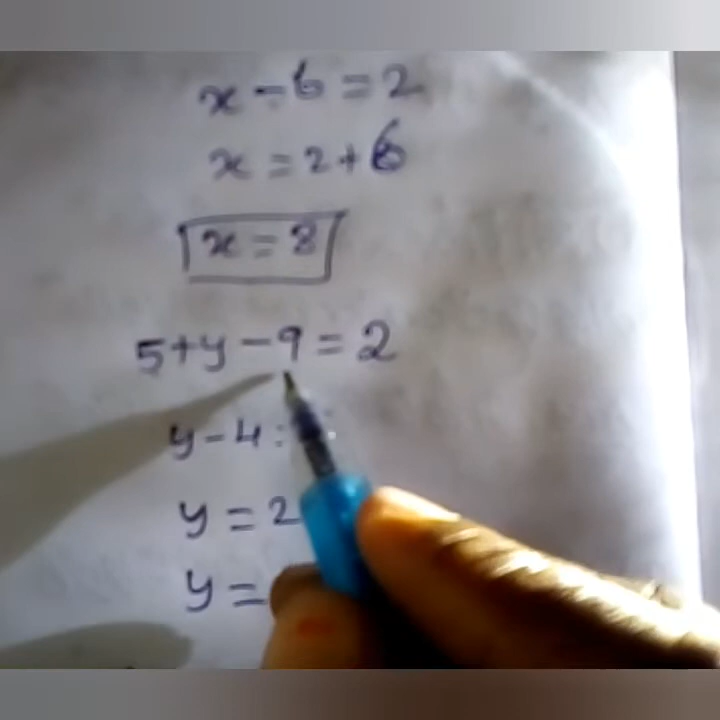 x - 6 = 2
x = 2 + 6
x = 8
5 + y - 9 = 2
y - 4
y = 2
y =